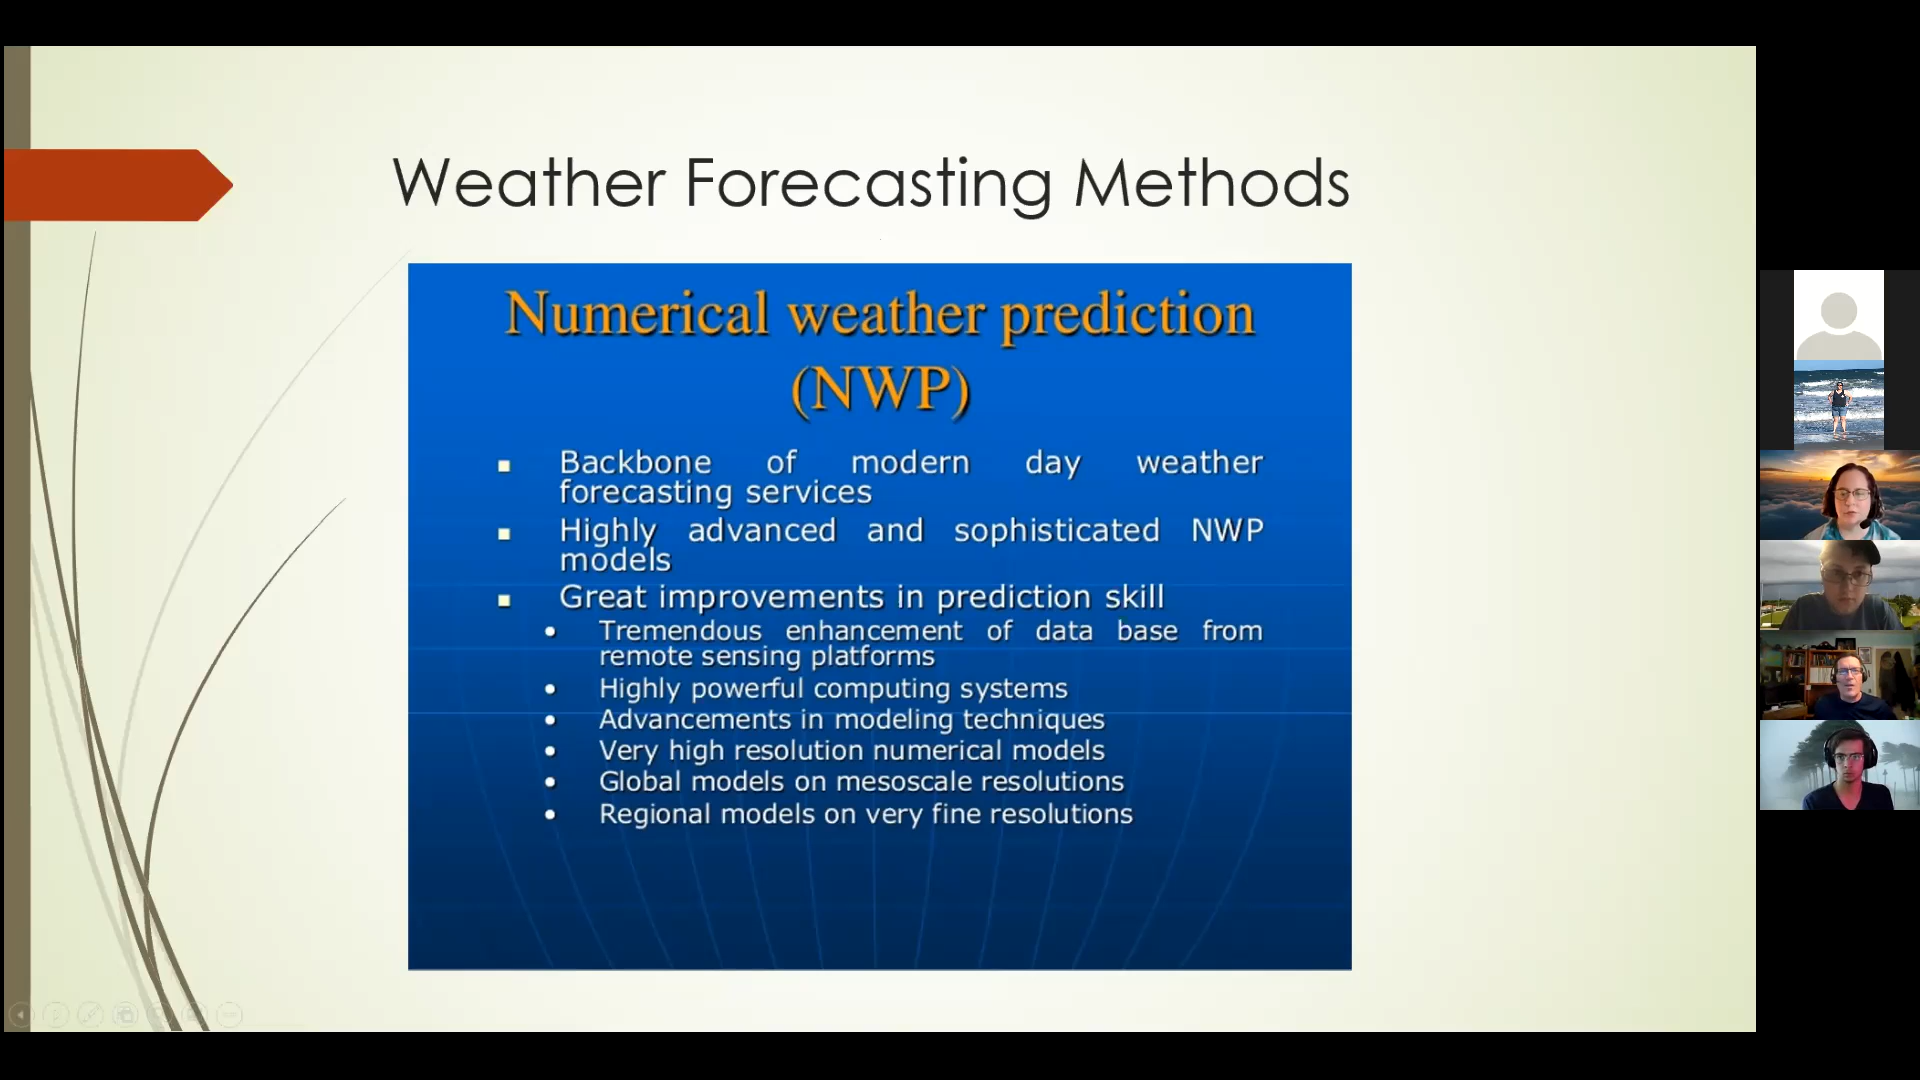 Weather Forecasting Methods
Numerical weather prediction
(NWP)
Backbone of modern day weather
forecasting services
Highly advanced and sophisticated NWP
models
Great improvements in prediction skill
Tremendous enhancement of data base from
remote sensing platforms
Highly powerful computing systems
Advancements in modeling techniques
Very high resolution numerical models
Global models on mesoscale resolutions
Regional models on very fine resolutions